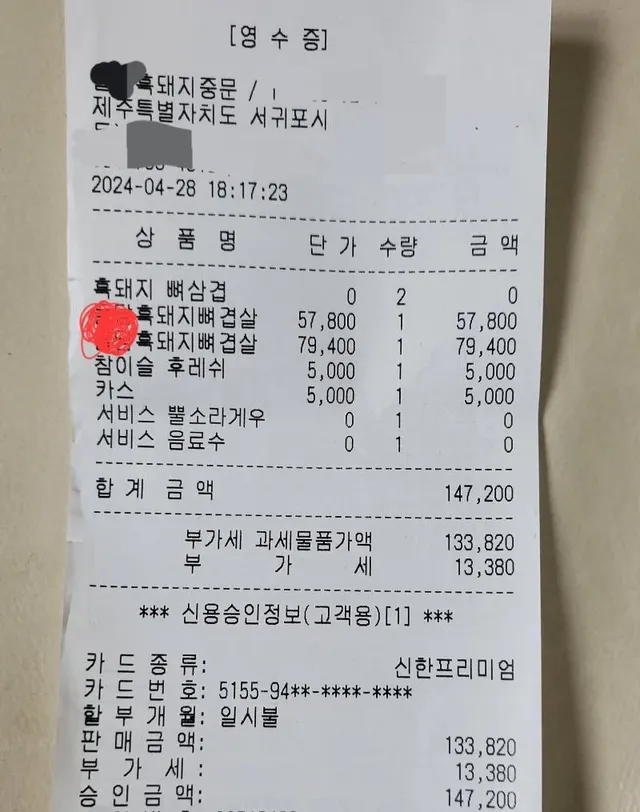 [영 수 증]
흑돼지중문 /
제주특별자치도 서귀포시
2024-04-28 18:17:23
상 품 명 단 가 수량 금 액
흑돼지 뼈삼겹 0 2 0
흑돼지뼈겹살 57,800 1 57,800
흑돼지뼈겹살 79,400 1 79,400
참이슬 후레쉬 5,000 1 5,000
카스 5,000 1 5,000
서비스 뿔소라게우 0 1 0
서비스 음료수 0 1 0
합 계 금 액 147,200
부가세 과세물품가액 133,820
부 가 세 13,380
*** 신용승인정보(고객용)[1] ***
카 드 종 류: 신한프리미엄
카 드 번 호: 5155-94**-****-****
할 부 개 월: 일시불
판 매 금 액: 133,820
부 가 세 : 13,380
승 인 금 액: 147,200